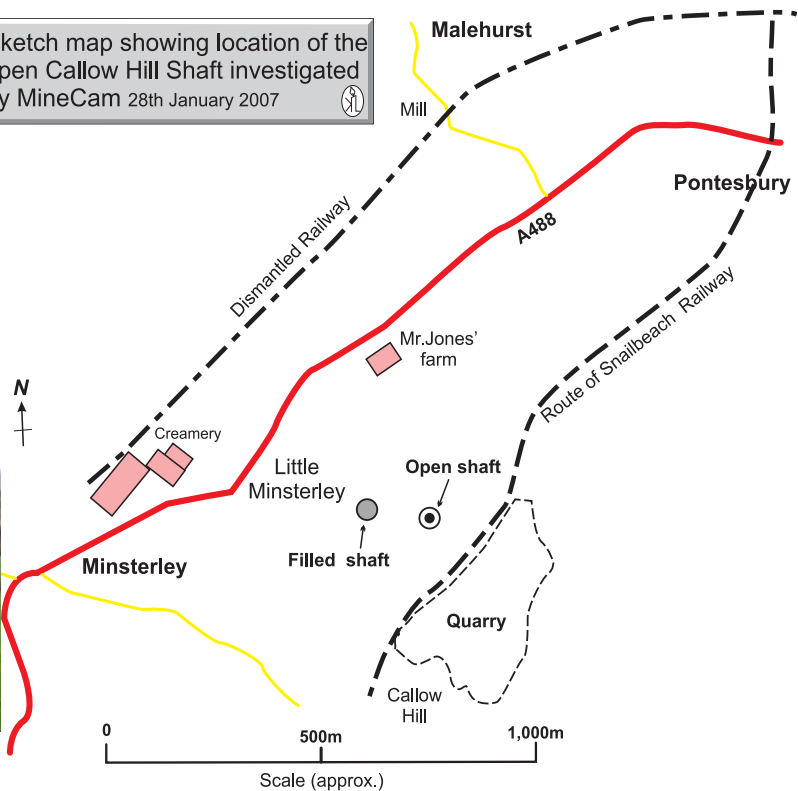 ketch map showing location of the
pen Callow Hill Shaft investigated
y MineCam 28th January 2007
Malehurst
Mill
Pontesbury
A488
Dismantled Railway
Route of Snailbeach Railway
Mr.Jones'
farm
N
Creamery
Little
Minsterley
Open shaft
Filled shaft
Minsterley
Quarry
Callow
Hill
0
500m
1,000m
Scale (approx.)